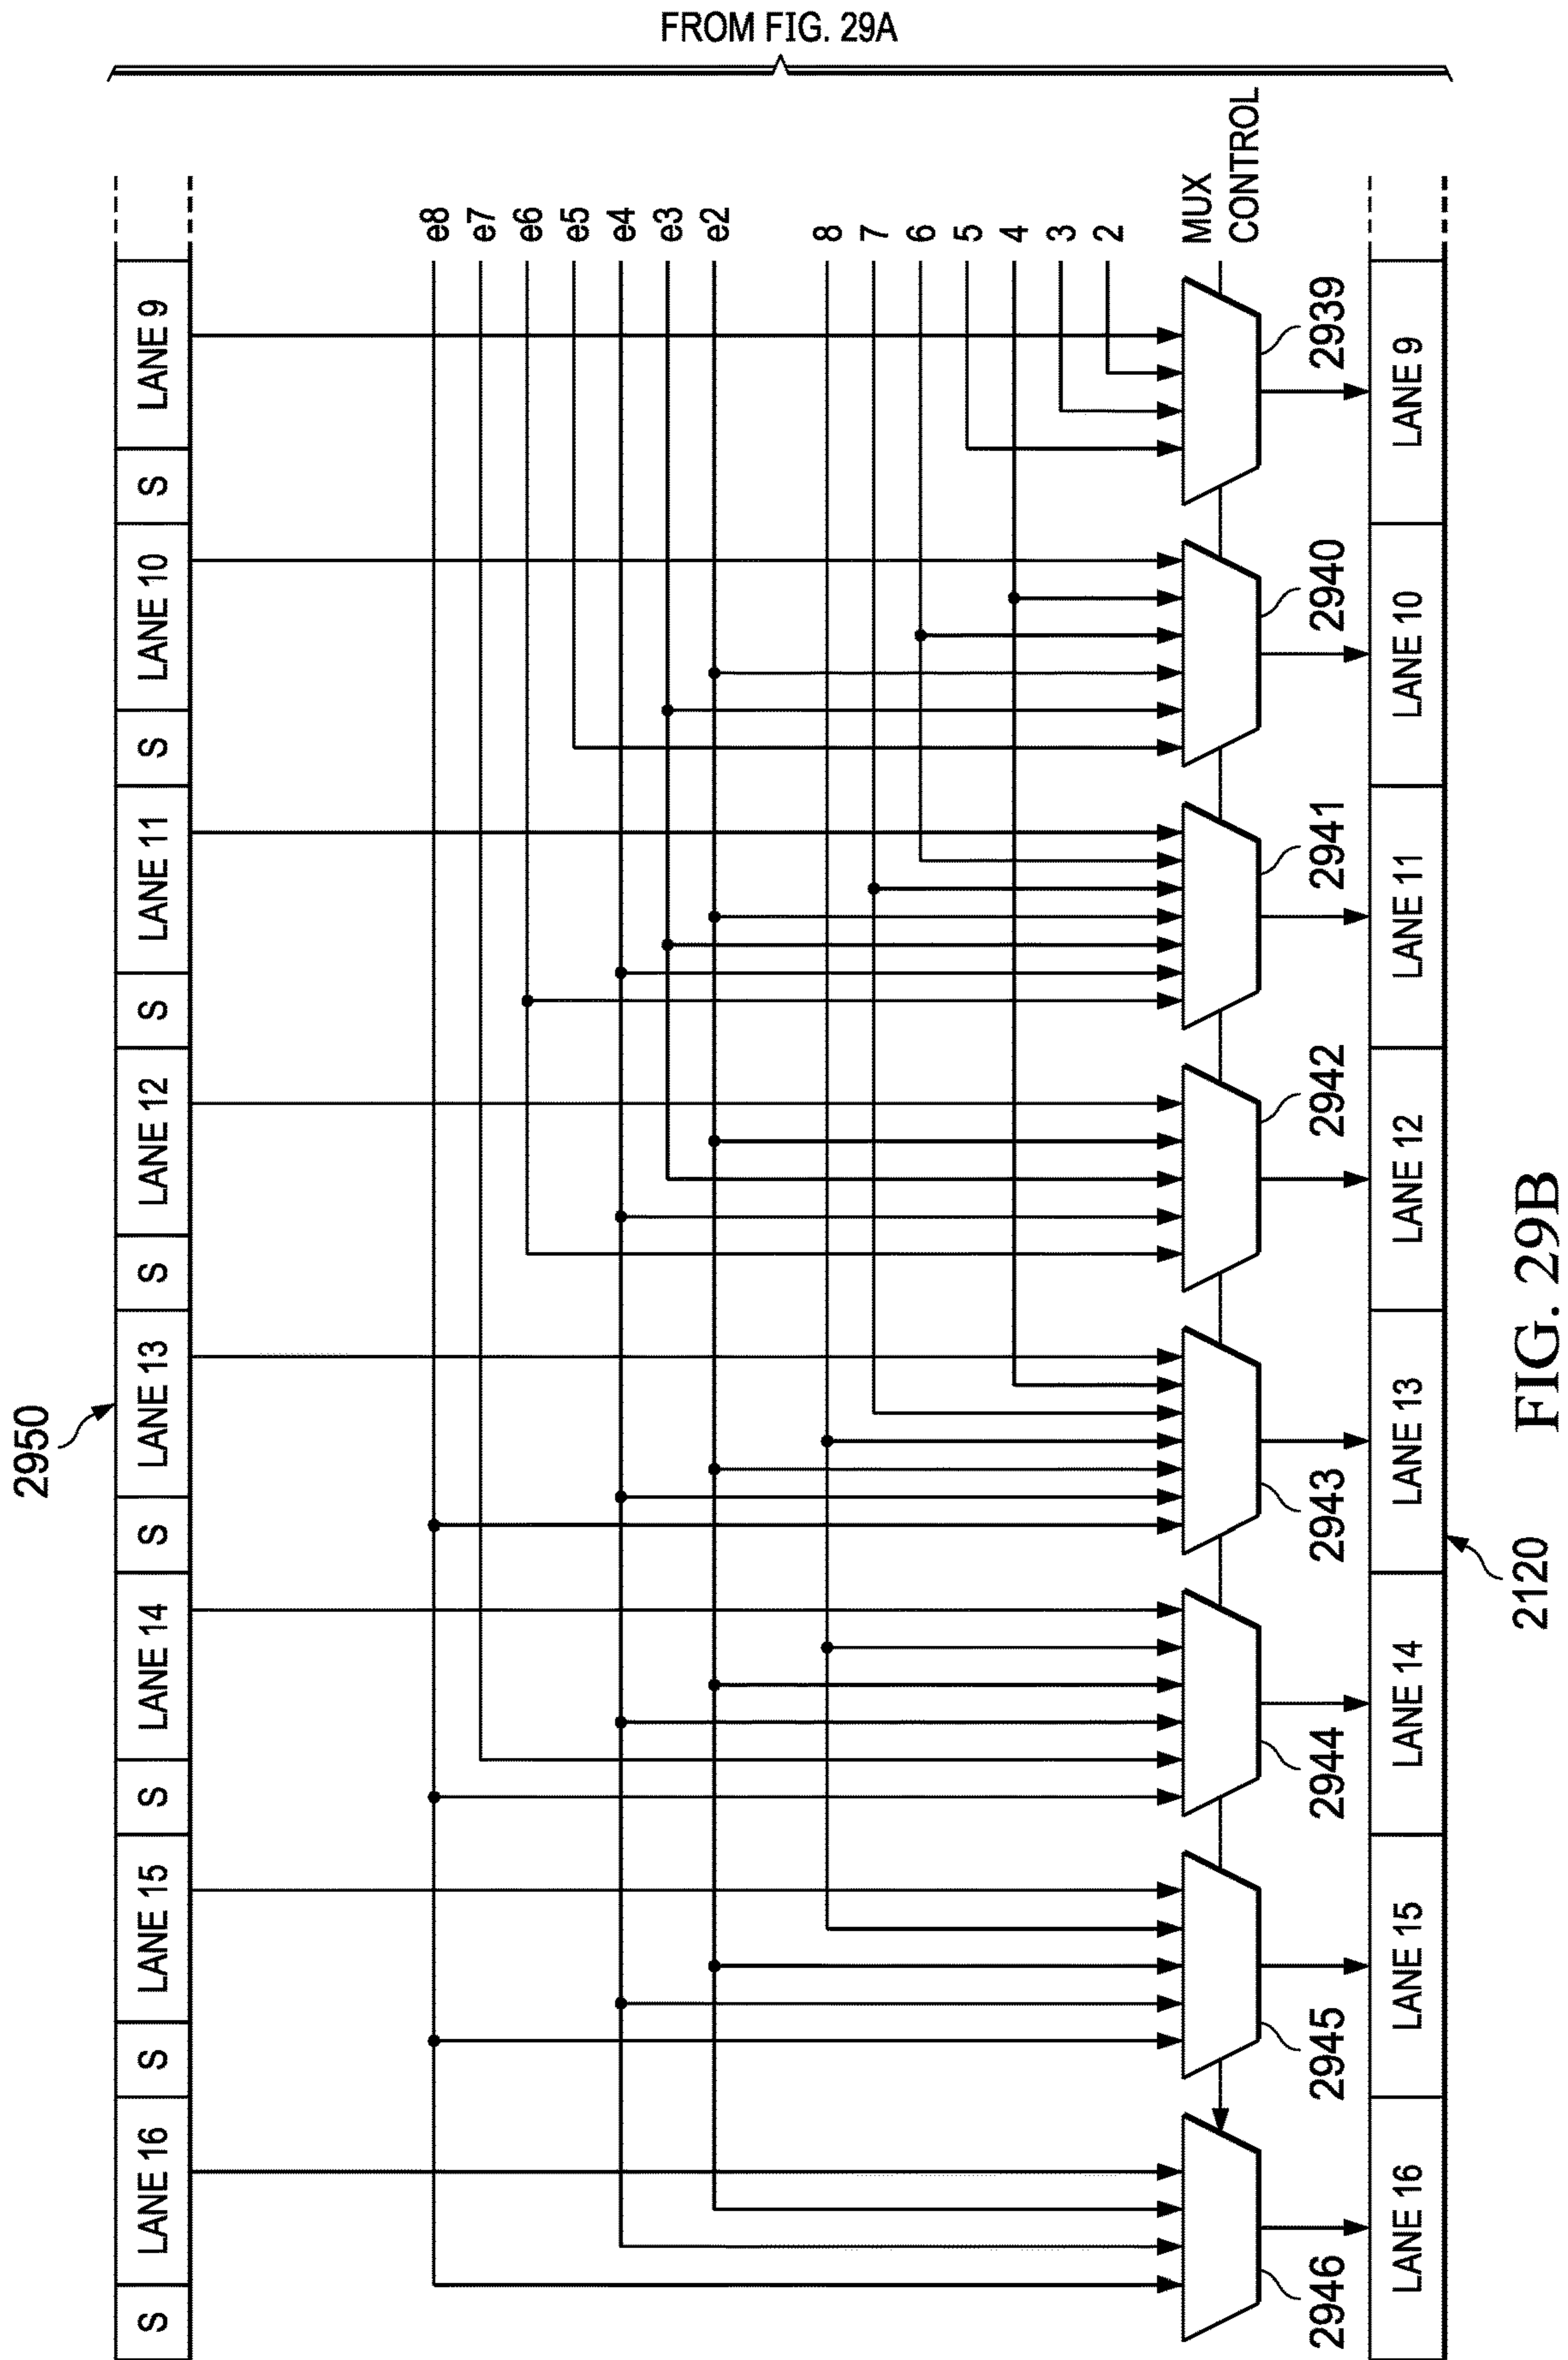 FROM FIG. 29A
2950
S LANE 16 S LANE 15 S LANE 14 S LANE 13 S LANE 12 S LANE 11 S LANE 10 S LANE 9
e8
e7
e6
e5
e4
e3
e2
8
7
6
5
4
3
2
MUX
CONTROL
2946 2945 2944 2943 2942 2941 2940 2939
LANE 16 LANE 15 LANE 14 LANE 13 LANE 12 LANE 11 LANE 10 LANE 9
2120
FIG. 29B